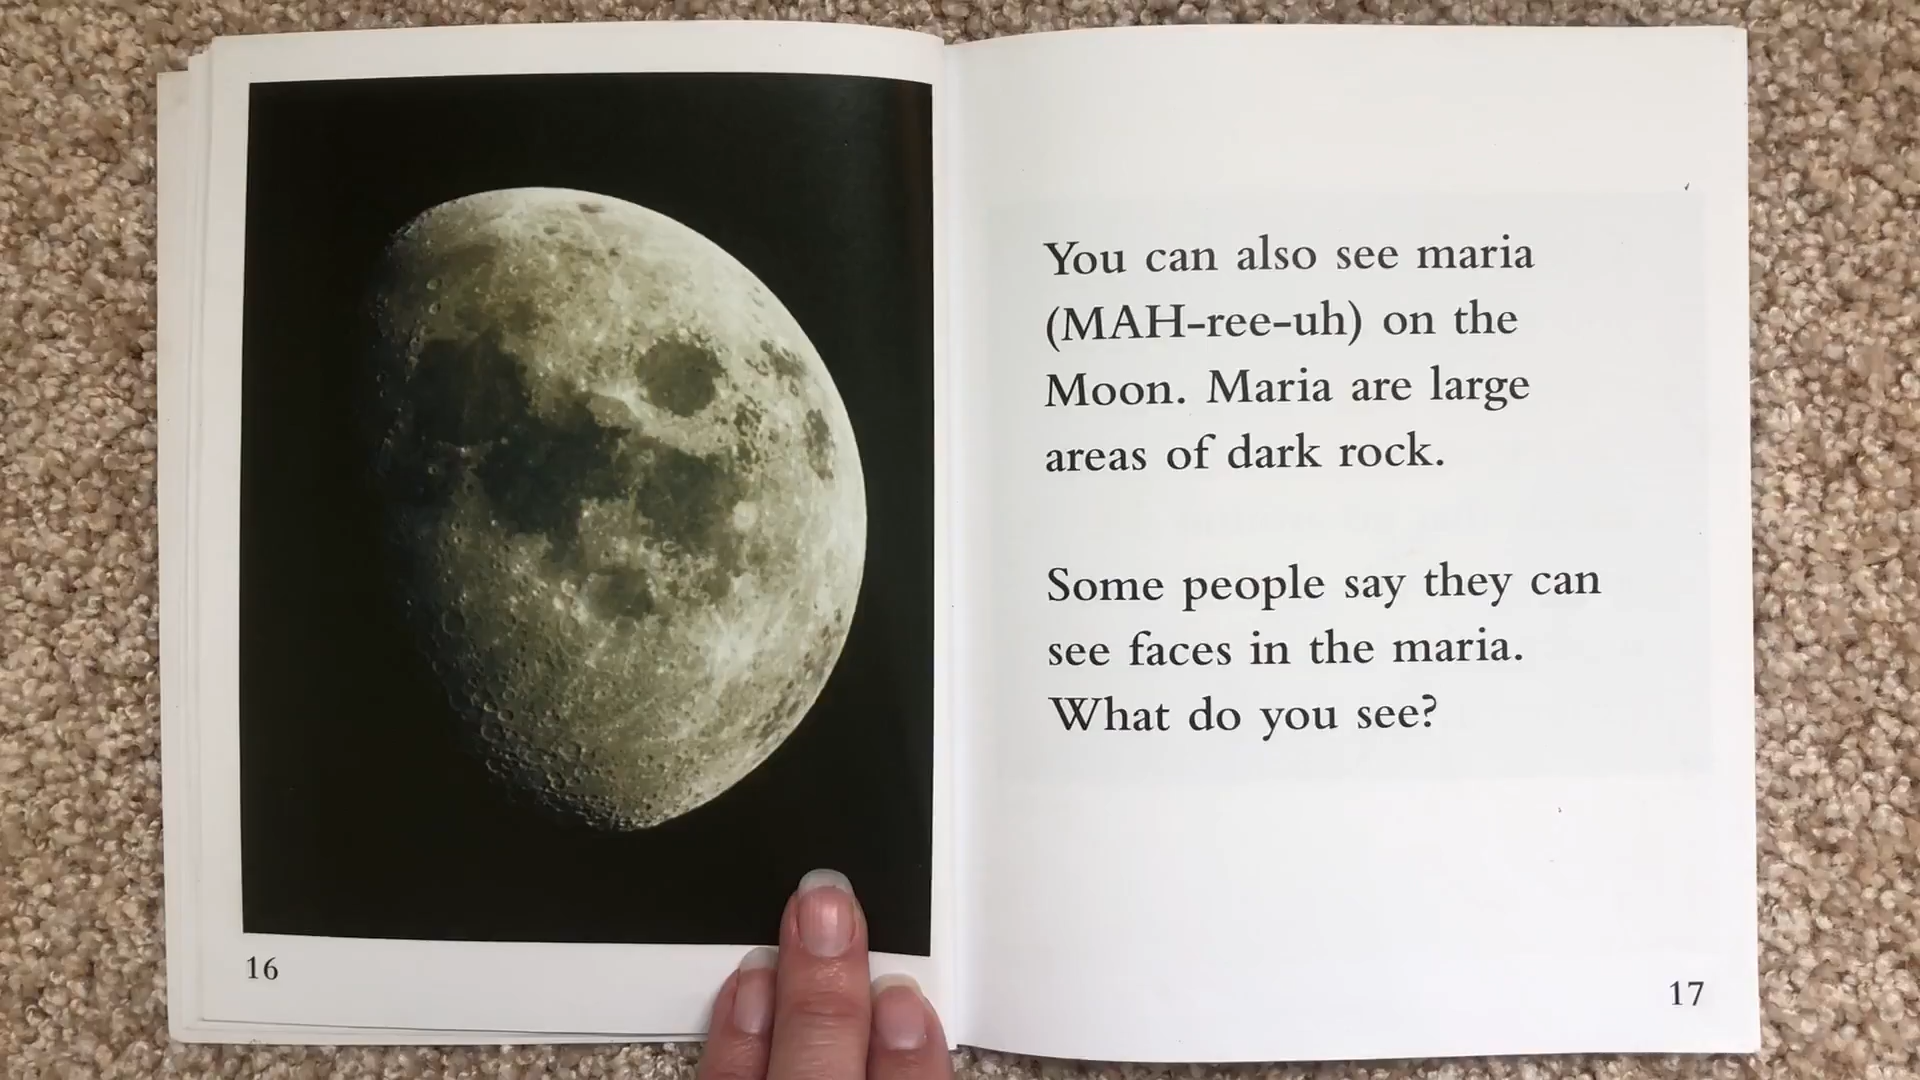 You can also see maria
(MAH-ree-uh) on the
Moon. Maria are large
areas of dark rock.
Some people say they can
see faces in the maria.
What do you see?
16
17